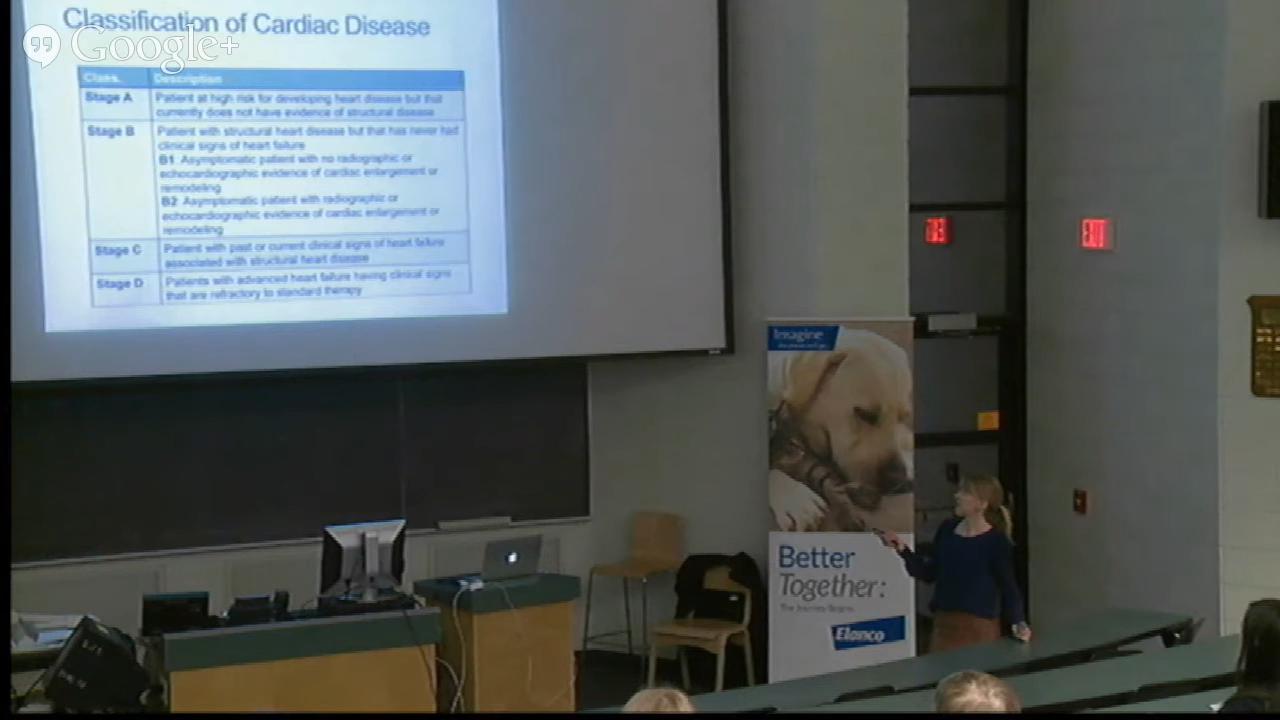 Classification of Cardiac Disease
Google+
Class. Description
Stage A Patient at high risk for developing heart disease but that
currently does not have evidence of structural disease
Stage B Patient with structural heart disease but that has never had
clinical signs of heart failure
B1 Asymptomatic patient with no radiographic or
echocardiographic evidence of cardiac enlargement or
remodeling
B2 Asymptomatic patient with radiographic or
echocardiographic evidence of cardiac enlargement or
remodeling
Stage C Patient with past or current clinical signs of heart failure
associated with structural heart disease
Stage D Patients with advanced heart failure having clinical signs
that are refractory to standard therapy
Imagine
Better
Together:
The Journey Begins
Elanco